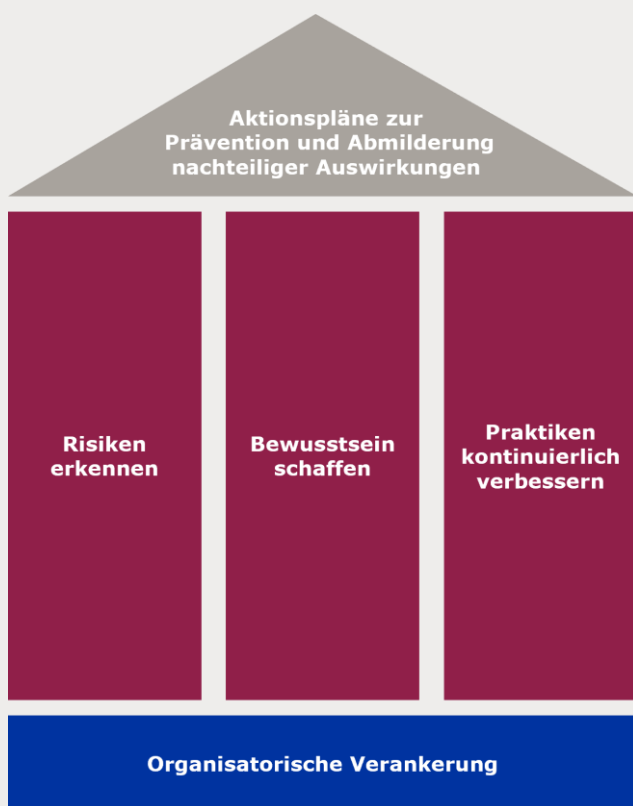 Aktionspläne zur
Prävention und Abmilderung
nachteiliger Auswirkungen
Risiken
erkennen
Bewusstsein
schaffen
Praktiken
kontinuierlich
verbessern
Organisatorische Verankerung